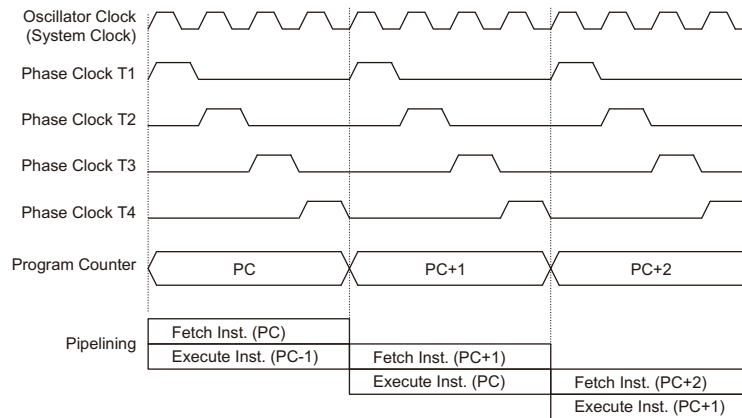 Oscillator Clock
(System Clock)
Phase Clock T1
Phase Clock T2
Phase Clock T3
Phase Clock T4
Program Counter
PC
PC+1
PC+2
Pipelining
Fetch Inst. (PC)
Execute Inst. (PC-1)
Fetch Inst. (PC+1)
Execute Inst. (PC)
Fetch Inst. (PC+2)
Execute Inst. (PC+1)